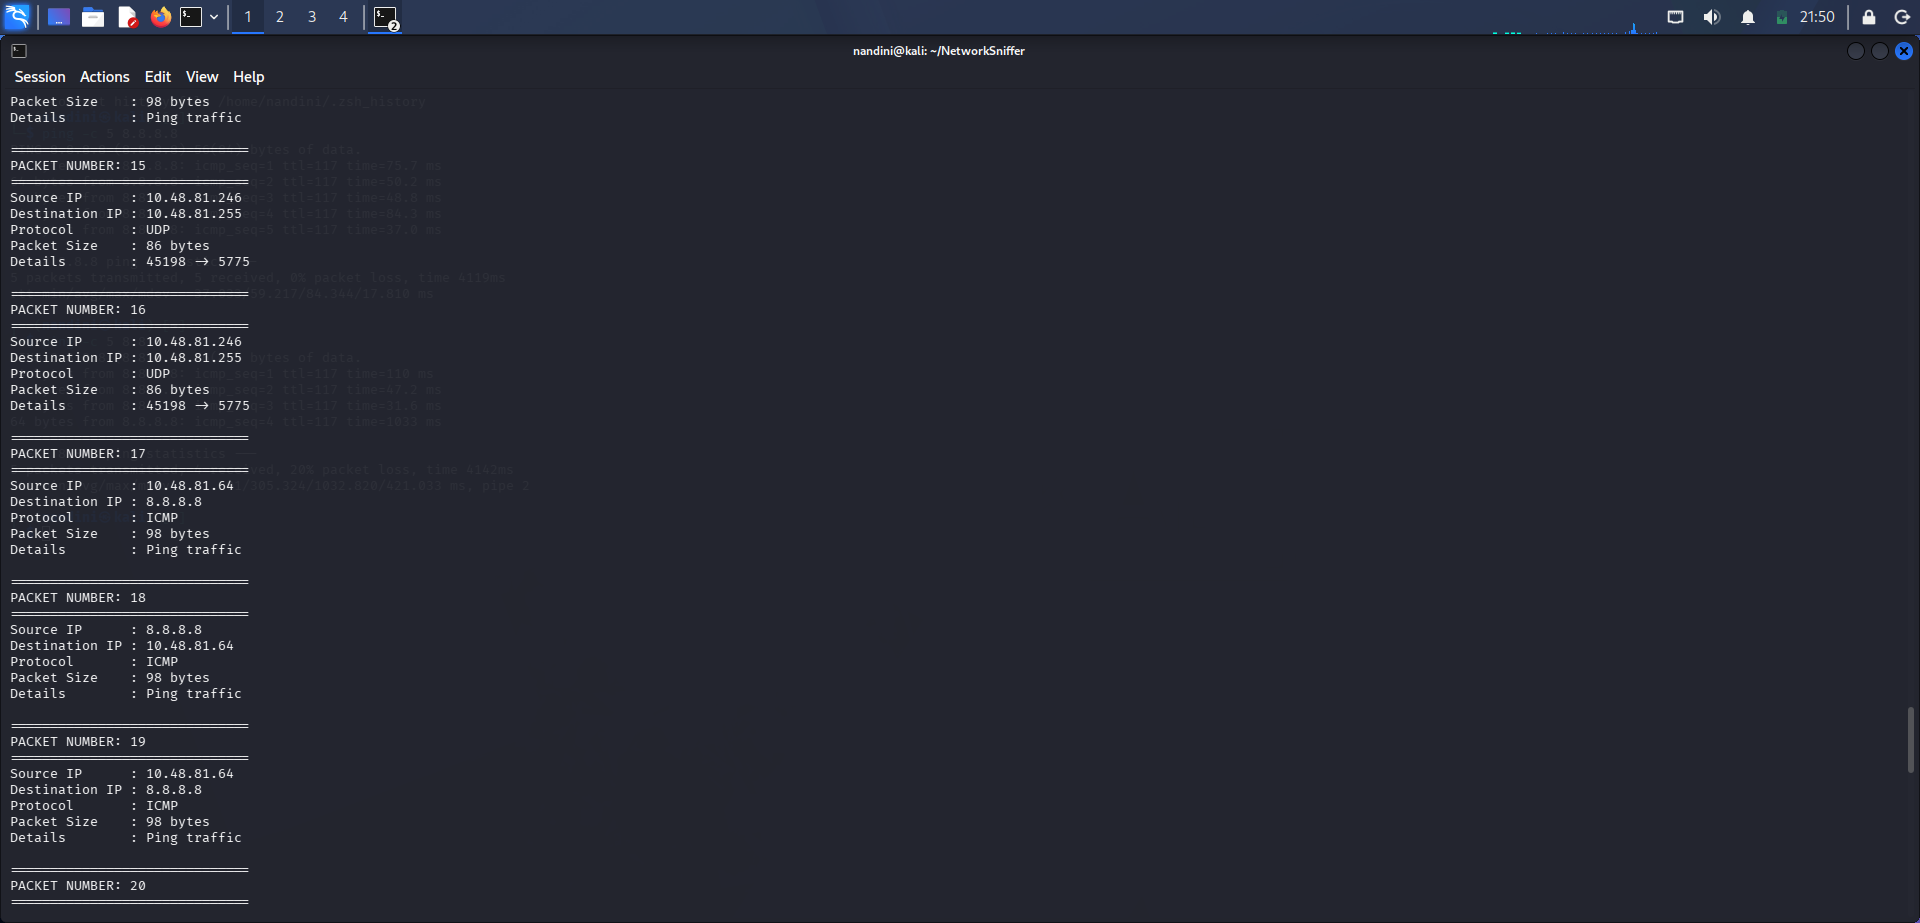 1 2 3 4
2
21:50
nandini@kali: ~/NetworkSniffer
Session Actions Edit View Help
Packet Size : 98 bytes
Details : Ping traffic
==============================
PACKET NUMBER: 15
==============================
Source IP : 10.48.81.246
Destination IP : 10.48.81.255
Protocol : UDP
Packet Size : 86 bytes
Details : 45198 → 5775
==============================
PACKET NUMBER: 16
==============================
Source IP : 10.48.81.246
Destination IP : 10.48.81.255
Protocol : UDP
Packet Size : 86 bytes
Details : 45198 → 5775
==============================
PACKET NUMBER: 17
==============================
Source IP : 10.48.81.64
Destination IP : 8.8.8.8
Protocol : ICMP
Packet Size : 98 bytes
Details : Ping traffic
==============================
PACKET NUMBER: 18
==============================
Source IP : 8.8.8.8
Destination IP : 10.48.81.64
Protocol : ICMP
Packet Size : 98 bytes
Details : Ping traffic
==============================
PACKET NUMBER: 19
==============================
Source IP : 10.48.81.64
Destination IP : 8.8.8.8
Protocol : ICMP
Packet Size : 98 bytes
Details : Ping traffic
==============================
PACKET NUMBER: 20
==============================